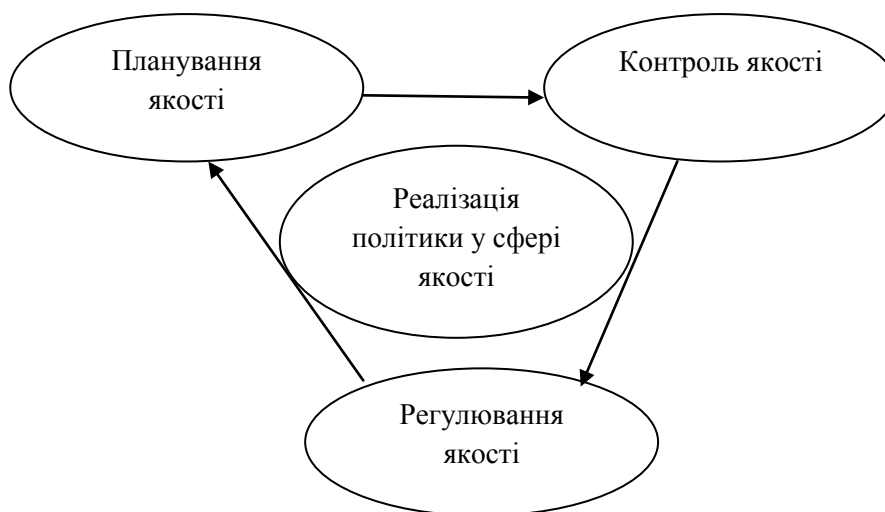 Планування
якості
Контроль якості
Реалізація
політики у сфері
якості
Регулювання
якості